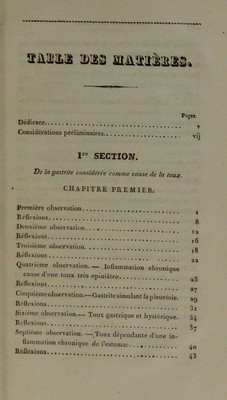 TABLE DES MATIÈRES.
Pages.
Dédicace. v
Considérations préliminaires. vij
Ire SECTION.
De la gastrite considérée comme cause de la toux.
CHAPITRE PREMIER.
Première observation. 1
Réflexions. 8
Deuxième observation. 12
Réflexions. 16
Troisième observation. 18
Réflexions. 22
Quatrième observation. — Inflammation chronique
cause d'une toux très opiniâtre. 23
Réflexions. 27
Cinquième observation. — Gastrite simulant la pleurésie. 29
Réflexions. 31
Sixième observation. — Toux gastrique et hystérique. 34
Réflexions. 37
Septième observation. — Toux dépendante d'une in-
flammation chronique de l'estomac. 40
Réflexions. 43